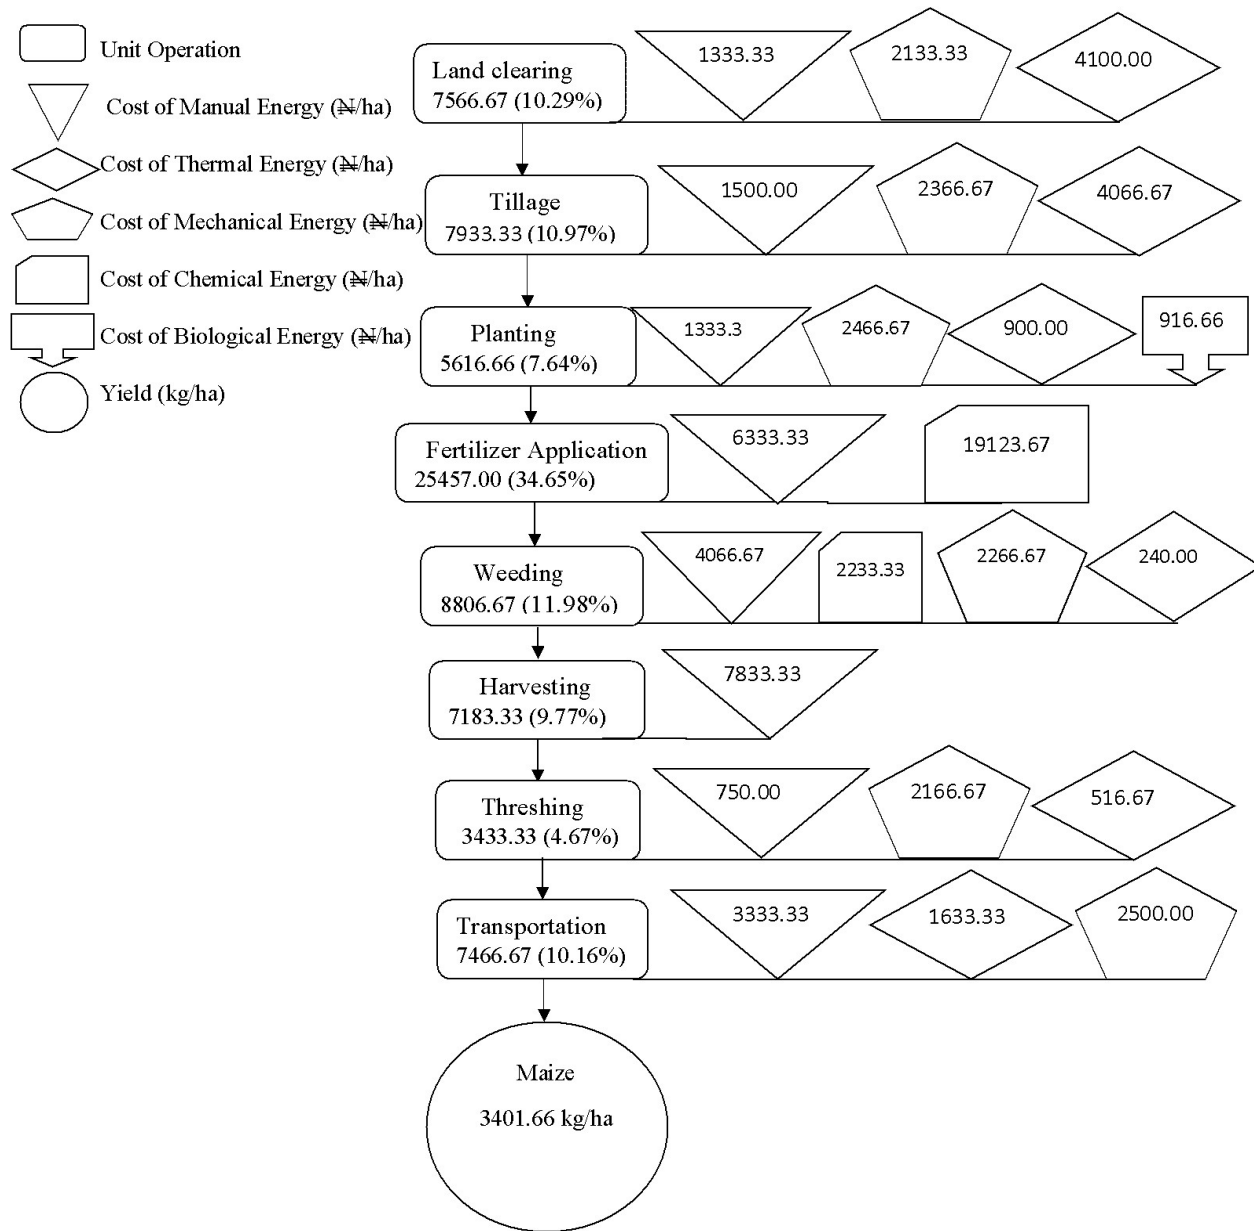 Unit Operation
Cost of Manual Energy (₦/ha)
Cost of Thermal Energy (₦/ha)
Cost of Mechanical Energy (₦/ha)
Cost of Chemical Energy (₦/ha)
Cost of Biological Energy (₦/ha)
Yield (kg/ha)
Land clearing
7566.67 (10.29%)
1333.33
2133.33
4100.00
Tillage
7933.33 (10.97%)
1500.00
2366.67
4066.67
Planting
5616.66 (7.64%)
1333.3
2466.67
900.00
916.66
Fertilizer Application
25457.00 (34.65%)
6333.33
19123.67
Weeding
8806.67 (11.98%)
4066.67
2233.33
2266.67
240.00
Harvesting
7183.33 (9.77%)
7833.33
Threshing
3433.33 (4.67%)
750.00
2166.67
516.67
Transportation
7466.67 (10.16%)
3333.33
1633.33
2500.00
Maize
3401.66 kg/ha